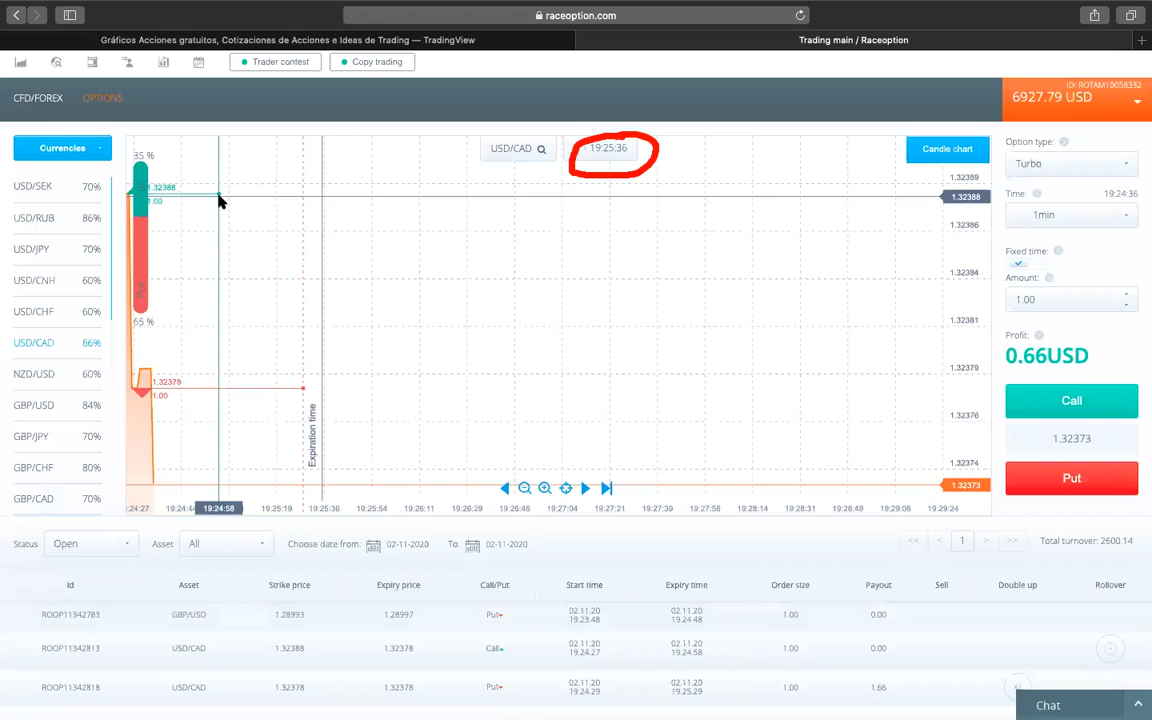 raceoption.com
Gráficos Acciones gratuitos, Cotizaciones de Acciones e Ideas de Trading — TradingView
Trading main / Raceoption
Trader contest
Copy trading
CFD/FOREX
OPTIONS
ID: ROTAM10058332
6927.79 USD
Currencies
USD/SEK 70%
USD/RUB 86%
USD/JPY 70%
USD/CNH 60%
USD/CHF 60%
USD/CAD 66%
NZD/USD 60%
GBP/USD 84%
GBP/JPY 70%
GBP/CHF 80%
GBP/CAD 70%
35 %
1.32388
1.00
Put
65 %
1.32378
1.00
USD/CAD
19:25:36
Candle chart
Expiration time
1.32389
1.32388
1.32386
1.32384
1.32381
1.32379
1.32376
1.32374
1.32373
:24:27 19:24:44 19:24:58 19:25:19 19:25:36 19:25:54 19:26:11 19:26:29 19:26:46 19:27:04 19:27:21 19:27:39 19:27:56 19:28:14 19:28:31 19:28:49 19:29:06 19:29:24
Option type:
Turbo
Time: 19:24:36
1min
Fixed time:
Amount:
1.00
Profit:
0.66USD
Call
1.32373
Put
Status Open Asset All Choose date from: 02-11-2020 To: 02-11-2020 << < 1 > >> Total turnover: 2600.14
Id Asset Strike price Expiry price Call/Put Start time Expiry time Order size Payout Sell Double up Rollover
ROOP11342783 GBP/USD 1.28993 1.28997 Put 02.11.20 19.23.48 02.11.20 19.24.48 1.00 0.00
ROOP11342813 USD/CAD 1.32388 1.32378 Call 02.11.20 19.24.27 02.11.20 19.24.58 1.00 0.00
ROOP11342818 USD/CAD 1.32378 1.32378 Put 02.11.20 19.24.29 02.11.20 19.25.29 1.00 1.66
Chat